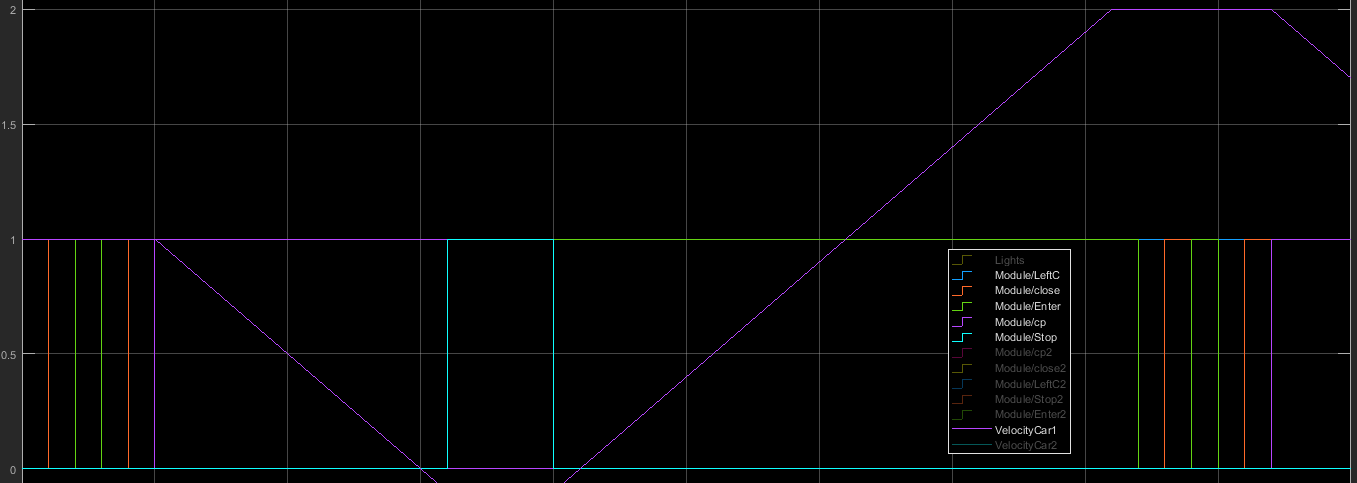 2
1.5
1
0.5
0
Lights
Module/LeftC
Module/close
Module/Enter
Module/cp
Module/Stop
Module/cp2
Module/close2
Module/LeftC2
Module/Stop2
Module/Enter2
VelocityCar1
VelocityCar2